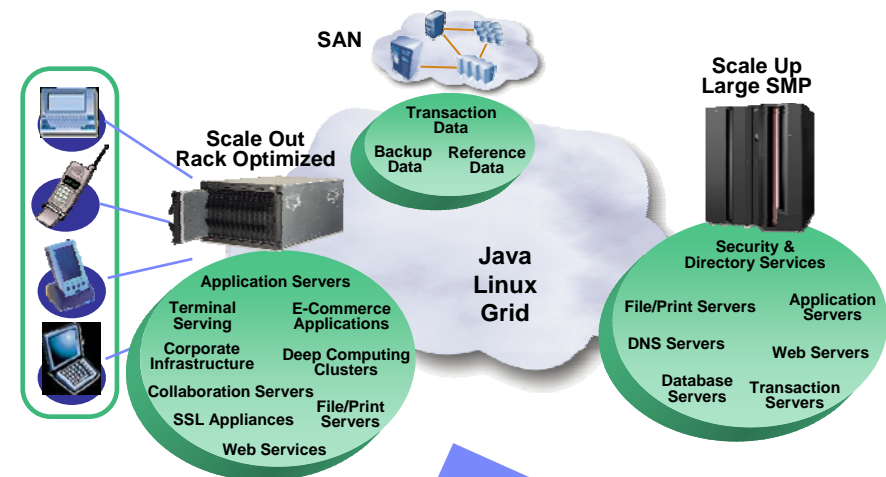 SAN
Scale Up
Large SMP
Scale Out
Rack Optimized
Transaction
Data
Backup
Data
Reference
Data
Java
Linux
Grid
Application Servers
Terminal
Serving
E-Commerce
Applications
Corporate
Infrastructure
Deep Computing
Clusters
Collaboration Servers
SSL Appliances
File/Print
Servers
Web Services
Security &
Directory Services
File/Print Servers
Application
Servers
DNS Servers
Web Servers
Database
Servers
Transaction
Servers